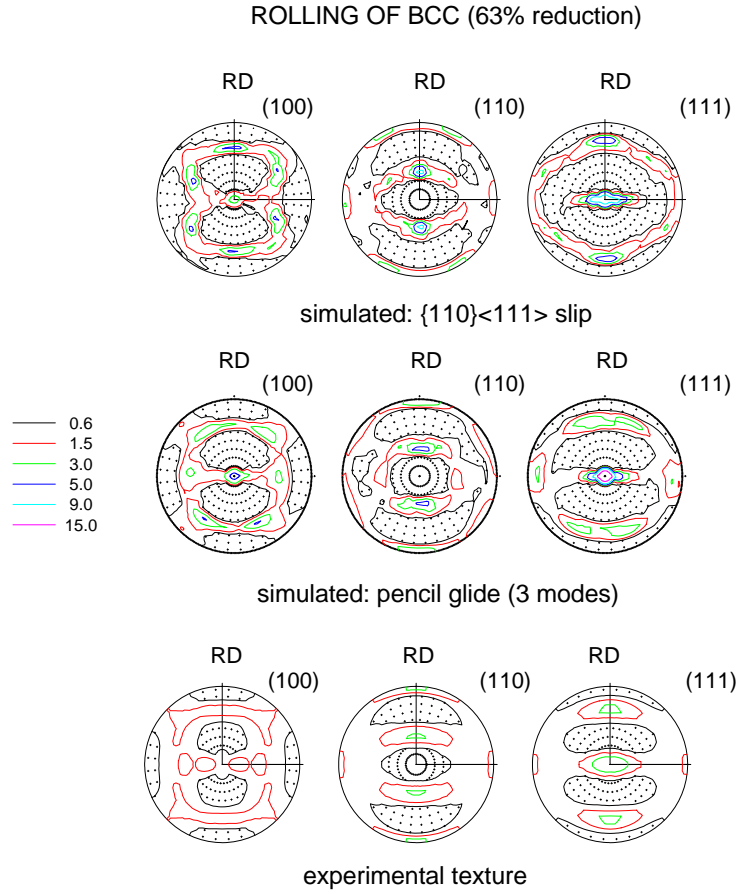 ROLLING OF BCC (63% reduction)
RD RD RD
(100) (110) (111)
simulated: {110}<111> slip
RD RD RD
(100) (110) (111)
0.6
1.5
3.0
5.0
9.0
15.0
simulated: pencil glide (3 modes)
RD RD RD
(100) (110) (111)
experimental texture